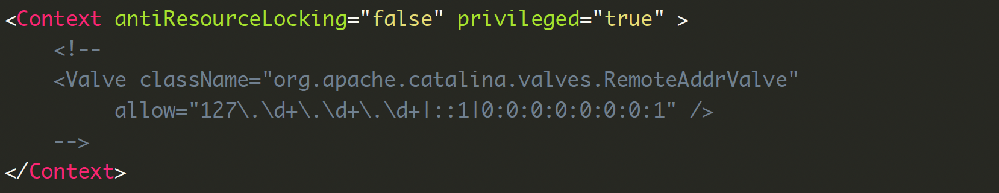 <Context antiResourceLocking="false" privileged="true" >
<!--
<Valve className="org.apache.catalina.valves.RemoteAddrValve"
allow="127\.\d+\.\d+\.\d+|::1|0:0:0:0:0:0:0:1" />
-->
</Context>